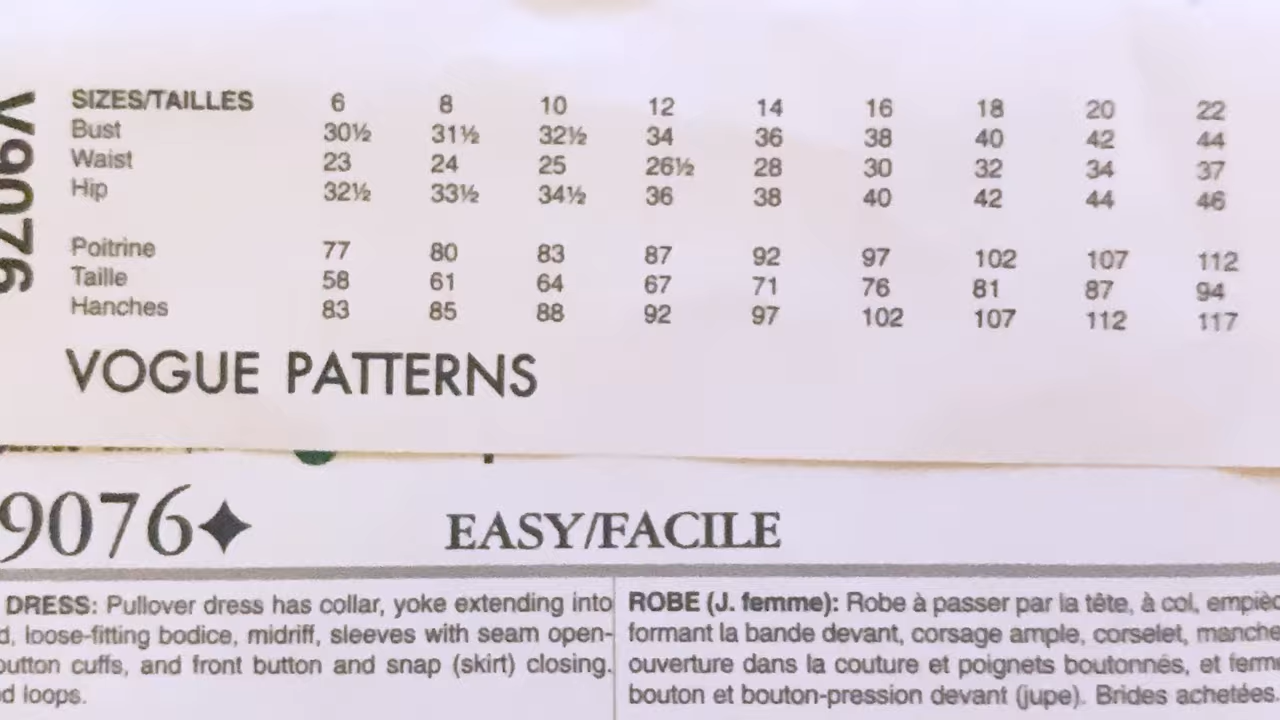 V9076
SIZES/TAILLES 6 8 10 12 14 16 18 20 22
Bust 30½ 31½ 32½ 34 36 38 40 42 44
Waist 23 24 25 26½ 28 30 32 34 37
Hip 32½ 33½ 34½ 36 38 40 42 44 46
Poitrine 77 80 83 87 92 97 102 107 112
Taille 58 61 64 67 71 76 81 87 94
Hanches 83 85 88 92 97 102 107 112 117
VOGUE PATTERNS
9076 EASY/FACILE
DRESS: Pullover dress has collar, yoke extending into
d, loose-fitting bodice, midriff, sleeves with seam open-
button cuffs, and front button and snap (skirt) closing.
d loops.
ROBE (J. femme): Robe à passer par la tête, à col, empièc
formant la bande devant, corsage ample, corselet, manche
ouverture dans la couture et poignets boutonnés, et ferme
bouton et bouton-pression devant (jupe). Brides achetées.